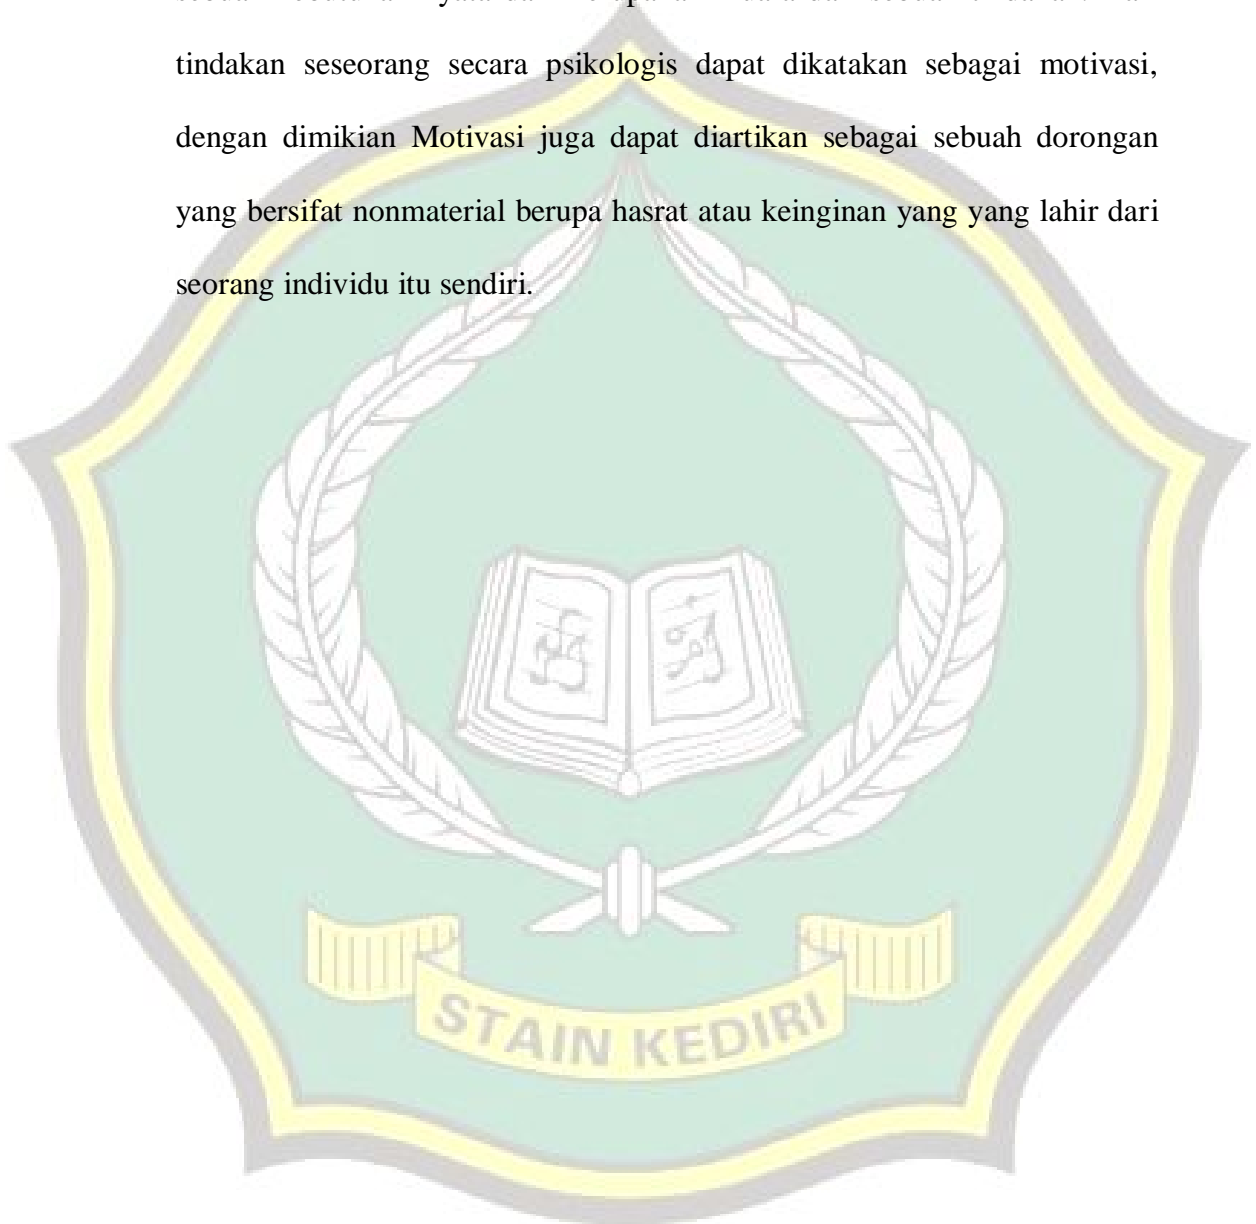 tindakan seseorang secara psikologis dapat dikatakan sebagai motivasi,
dengan dimikian Motivasi juga dapat diartikan sebagai sebuah dorongan
yang bersifat nonmaterial berupa hasrat atau keinginan yang yang lahir dari
seorang individu itu sendiri.
STAIN KEDIRI